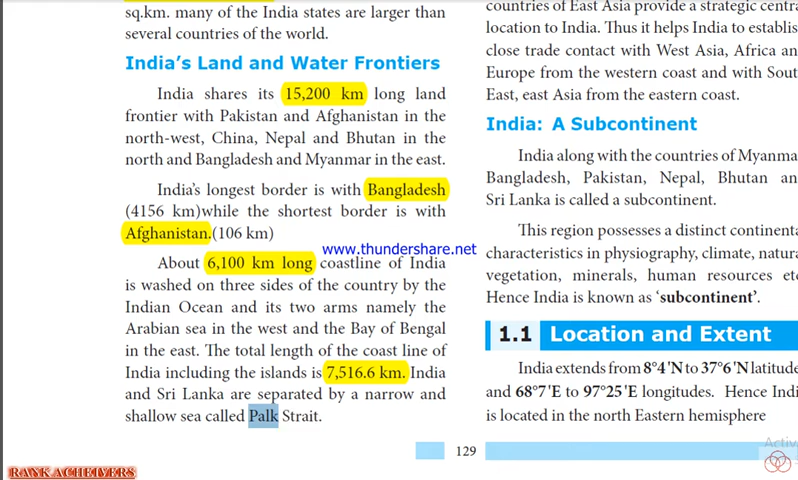 sq.km. many of the India states are larger than
several countries of the world.
India's Land and Water Frontiers
India shares its 15,200 km long land
frontier with Pakistan and Afghanistan in the
north-west, China, Nepal and Bhutan in the
north and Bangladesh and Myanmar in the east.
India's longest border is with Bangladesh
(4156 km)while the shortest border is with
Afghanistan.(106 km)
www.thundershare.net
About 6,100 km long coastline of India
is washed on three sides of the country by the
Indian Ocean and its two arms namely the
Arabian sea in the west and the Bay of Bengal
in the east. The total length of the coast line of
India including the islands is 7,516.6 km. India
and Sri Lanka are separated by a narrow and
shallow sea called Palk Strait.
countries of East Asia provide a strategic centra
location to India. Thus it helps India to establis
close trade contact with West Asia, Africa an
Europe from the western coast and with Sout
East, east Asia from the eastern coast.
India: A Subcontinent
India along with the countries of Myanma
Bangladesh, Pakistan, Nepal, Bhutan an
Sri Lanka is called a subcontinent.
This region possesses a distinct continenta
characteristics in physiography, climate, natura
vegetation, minerals, human resources etc
Hence India is known as 'subcontinent'.
1.1 Location and Extent
India extends from 8°4'N to 37°6'N latitude
and 68°7'E to 97°25'E longitudes. Hence Indi
is located in the north Eastern hemisphere
129
Activ
RANK ACHEIVERS